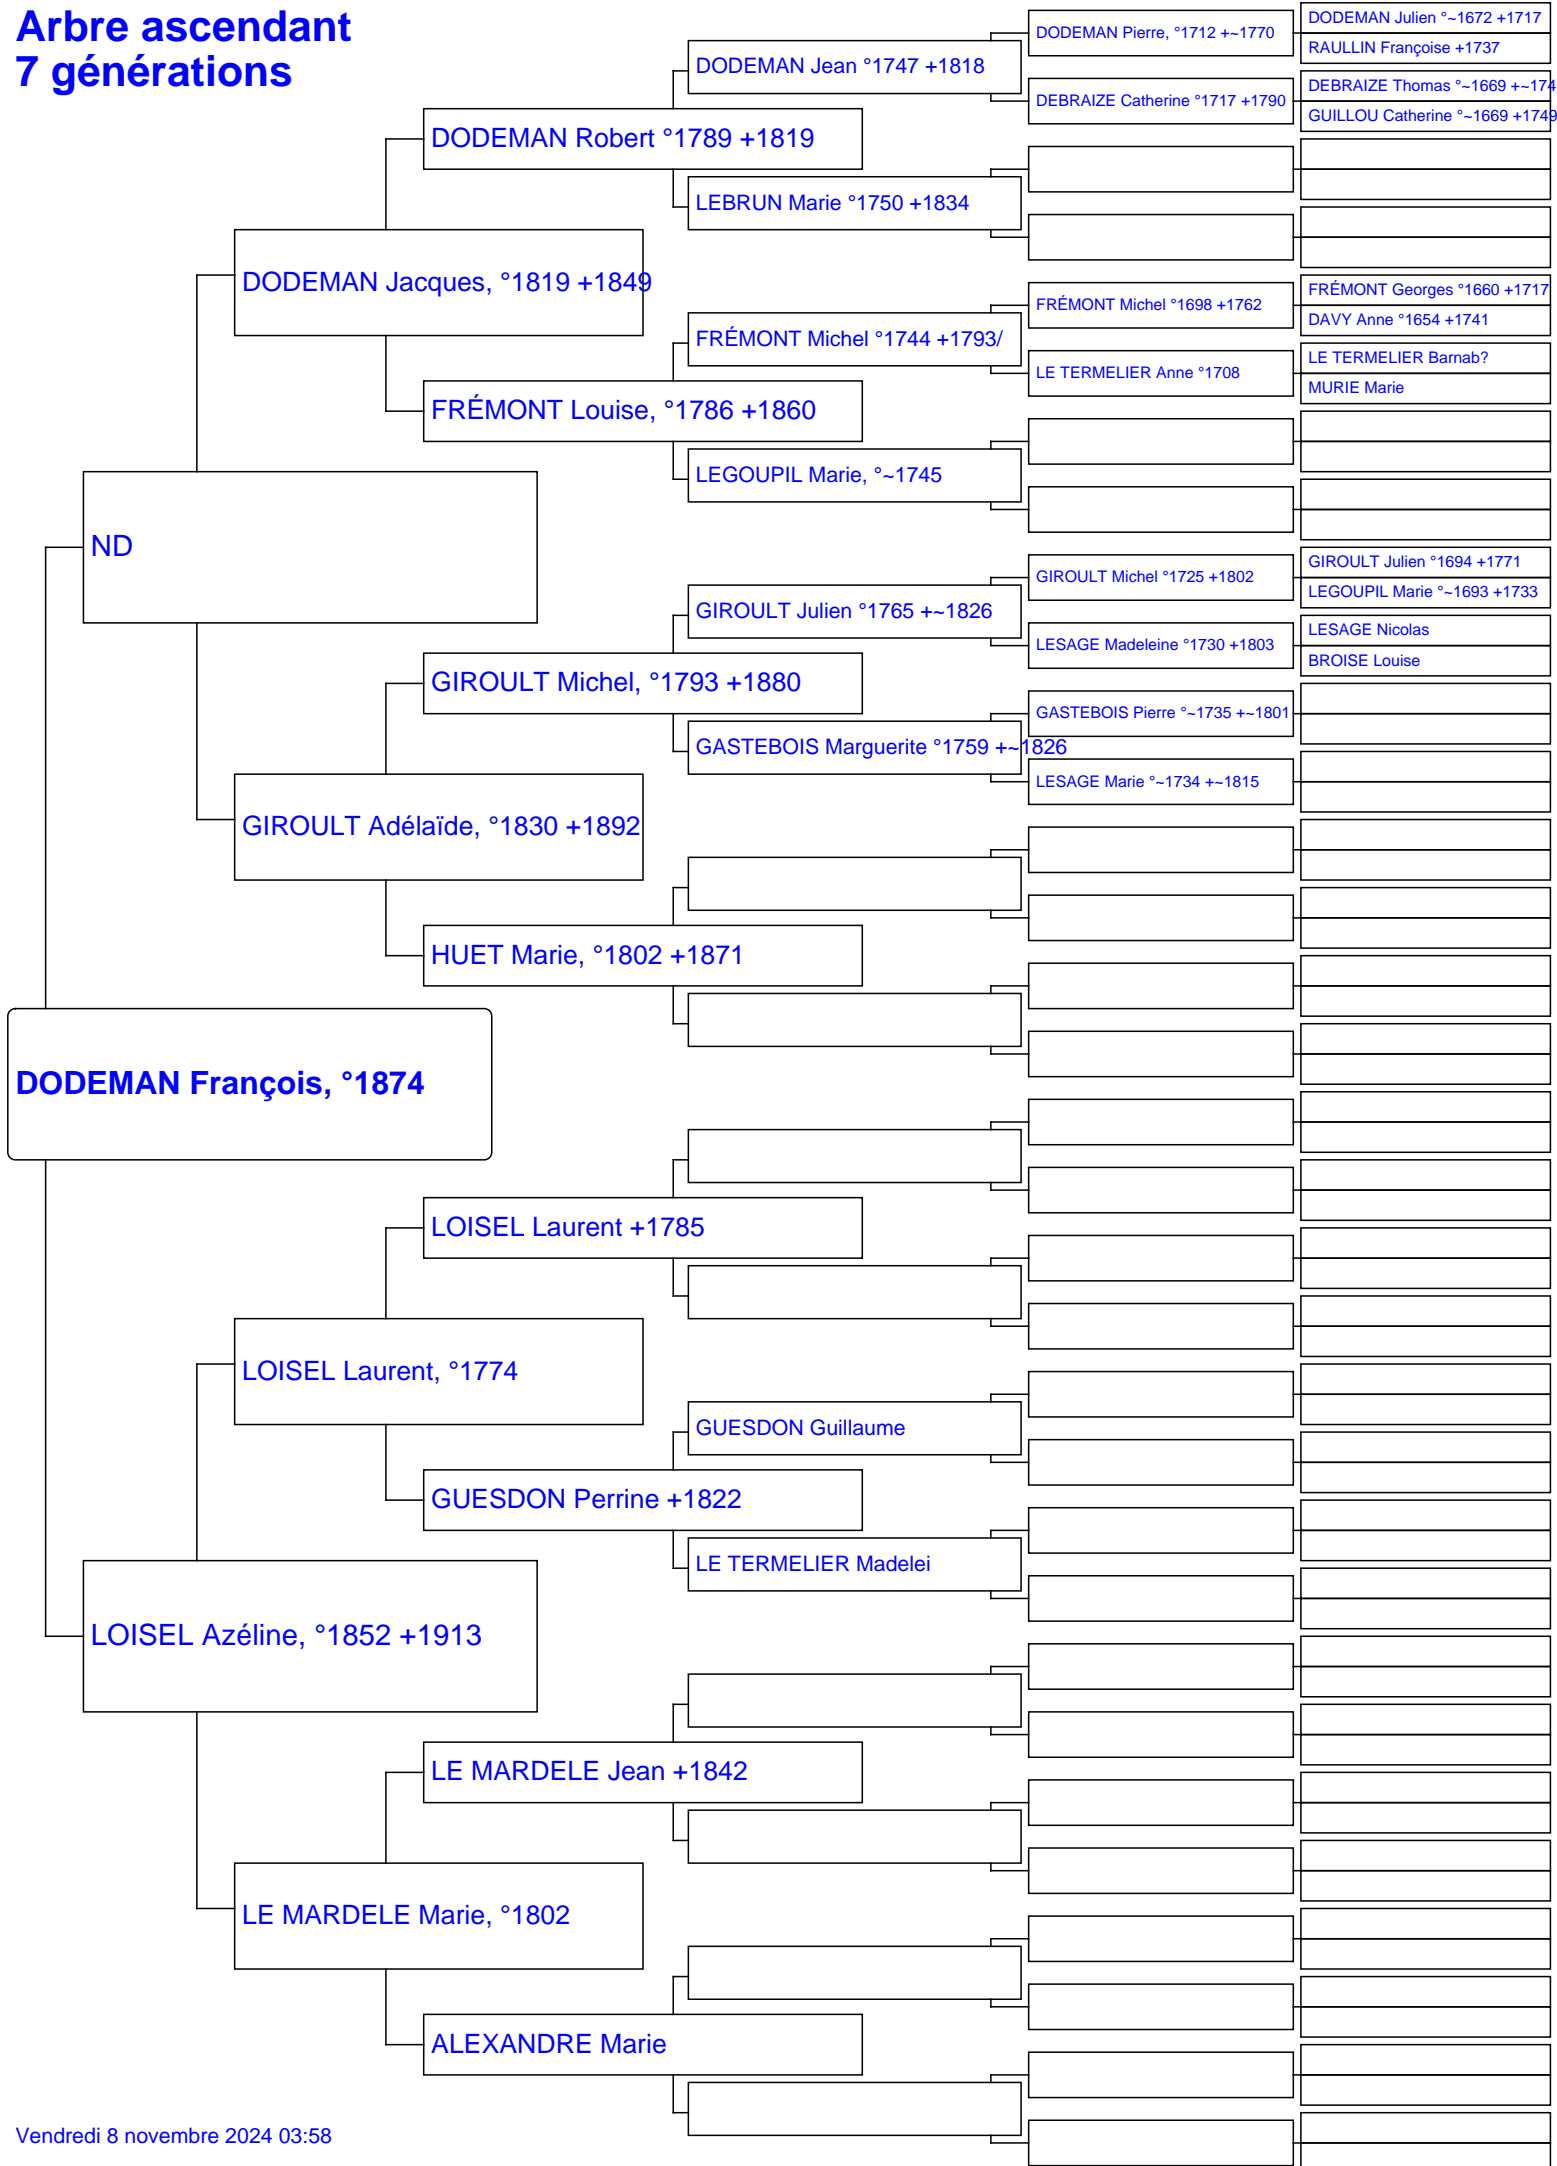 Arbre ascendant
7 générations
DODEMAN François, °1874
ND
LOISEL Azéline, °1852 +1913
DODEMAN Jacques, °1819 +1849
GIROULT Adélaïde, °1830 +1892
LOISEL Laurent, °1774
LE MARDELE Marie, °1802
DODEMAN Robert °1789 +1819
FRÉMONT Louise, °1786 +1860
GIROULT Michel, °1793 +1880
HUET Marie, °1802 +1871
LOISEL Laurent +1785
GUESDON Perrine +1822
LE MARDELE Jean +1842
ALEXANDRE Marie
DODEMAN Jean °1747 +1818
LEBRUN Marie °1750 +1834
FRÉMONT Michel °1744 +1793/
LEGOUPIL Marie, °~1745
GIROULT Julien °1765 +~1826
GASTEBOIS Marguerite °1759 +~1826
GUESDON Guillaume
LE TERMELIER Madelei
DODEMAN Pierre, °1712 +~1770
DEBRAIZE Catherine °1717 +1790
FRÉMONT Michel °1698 +1762
LE TERMELIER Anne °1708
GIROULT Michel °1725 +1802
LESAGE Madeleine °1730 +1803
GASTEBOIS Pierre °~1735 +~1801
LESAGE Marie °~1734 +~1815
DODEMAN Julien °~1672 +1717
RAULLIN Françoise +1737
DEBRAIZE Thomas °~1669 +~174
GUILLOU Catherine °~1669 +1749
FRÉMONT Georges °1660 +1717
DAVY Anne °1654 +1741
LE TERMELIER Barnab?
MURIE Marie
GIROULT Julien °1694 +1771
LEGOUPIL Marie °~1693 +1733
LESAGE Nicolas
BROISE Louise
Vendredi 8 novembre 2024 03:58